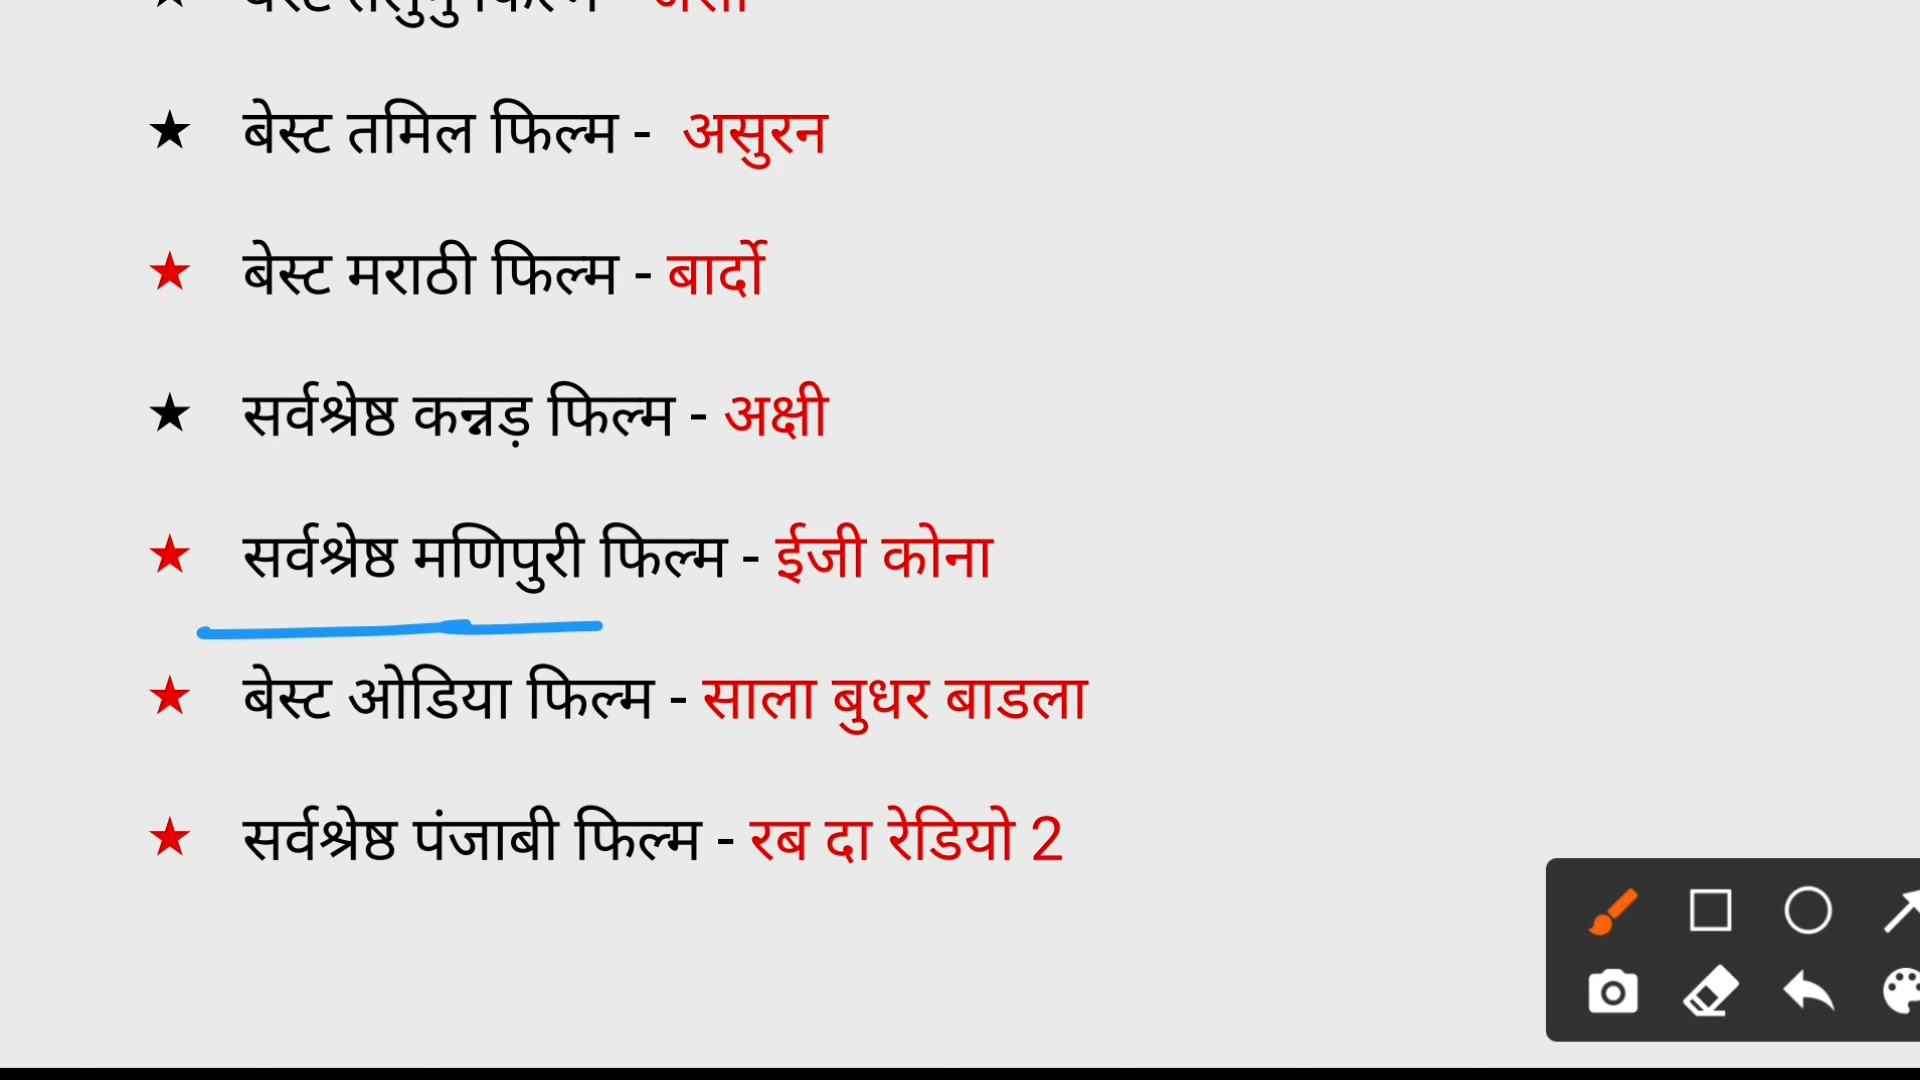 ★ बेस्ट तमिल फिल्म - असुरन
★ बेस्ट मराठी फिल्म - बार्दो
★ सर्वश्रेष्ठ कन्नड़ फिल्म - अक्षी
★ सर्वश्रेष्ठ मणिपुरी फिल्म - ईजी कोना
★ बेस्ट ओडिया फिल्म - साला बुधर बाडला
★ सर्वश्रेष्ठ पंजाबी फिल्म - रब दा रेडियो 2